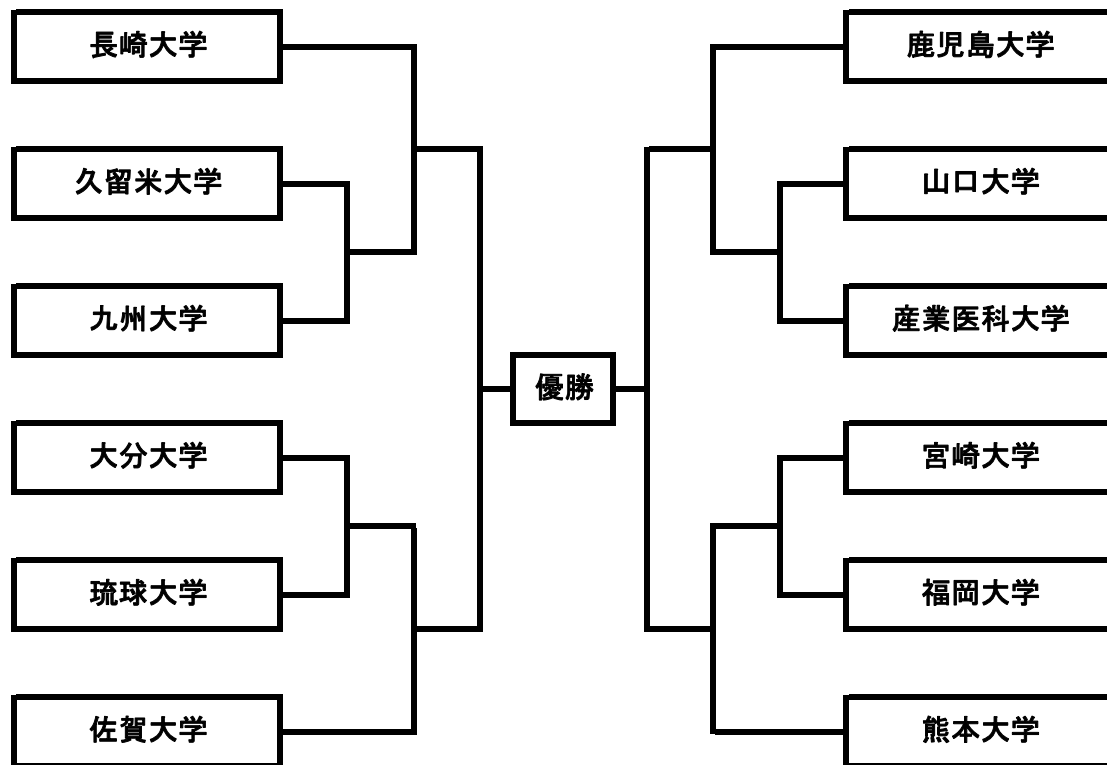 長崎大学
久留米大学
九州大学
大分大学
琉球大学
佐賀大学
優勝
鹿児島大学
山口大学
産業医科大学
宮崎大学
福岡大学
熊本大学